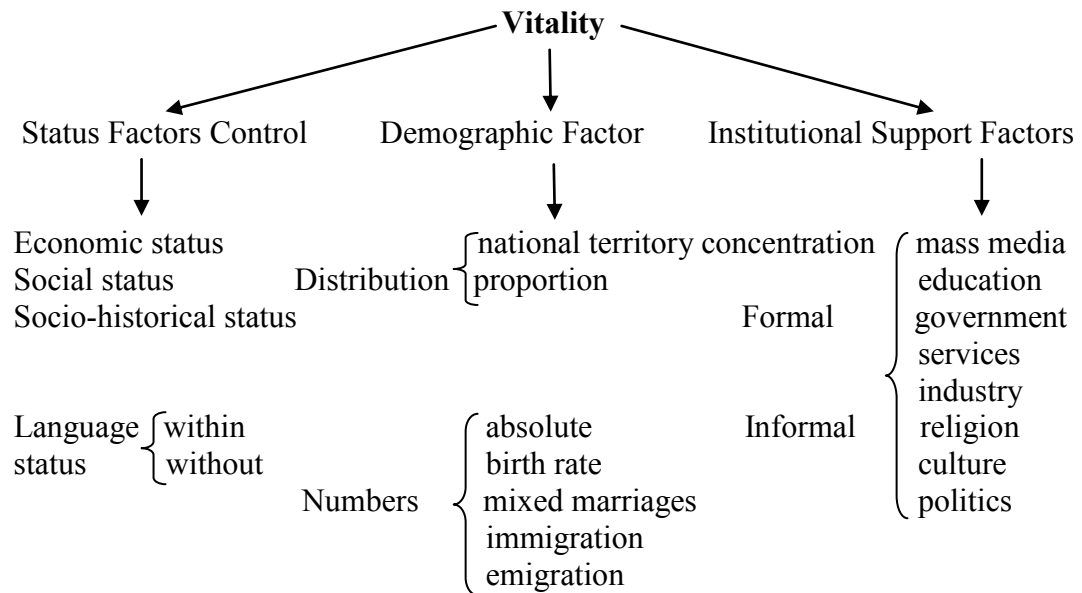 Vitality
Status Factors Control
Demographic Factor
Institutional Support Factors
Economic status
Social status
Socio-historical status
Language
status
within
without
Distribution
national territory concentration
proportion
Numbers
absolute
birth rate
mixed marriages
immigration
emigration
Formal
Informal
mass media
education
government
services
industry
religion
culture
politics